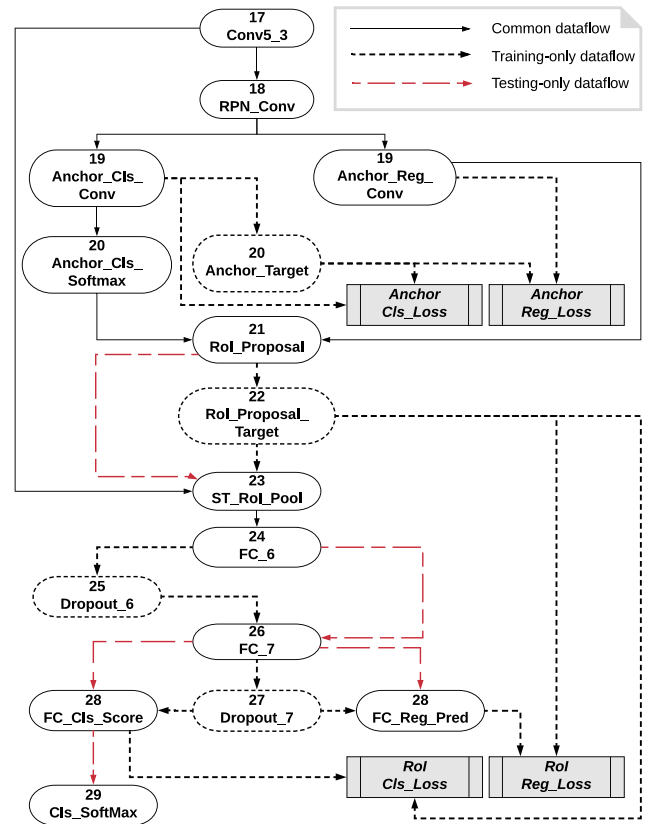 17
Conv5_3
Common dataflow
Training-only dataflow
Testing-only dataflow
18
RPN_Conv
19
Anchor_Cls_
Conv
19
Anchor_Reg_
Conv
20
Anchor_Cls_
Softmax
20
Anchor_Target
Anchor
Cls_Loss
Anchor
Reg_Loss
21
RoI_Proposal
22
RoI_Proposal_
Target
23
ST_RoI_Pool
24
FC_6
25
Dropout_6
26
FC_7
28
FC_Cls_Score
27
Dropout_7
28
FC_Reg_Pred
RoI
Cls_Loss
RoI
Reg_Loss
29
Cls_SoftMax